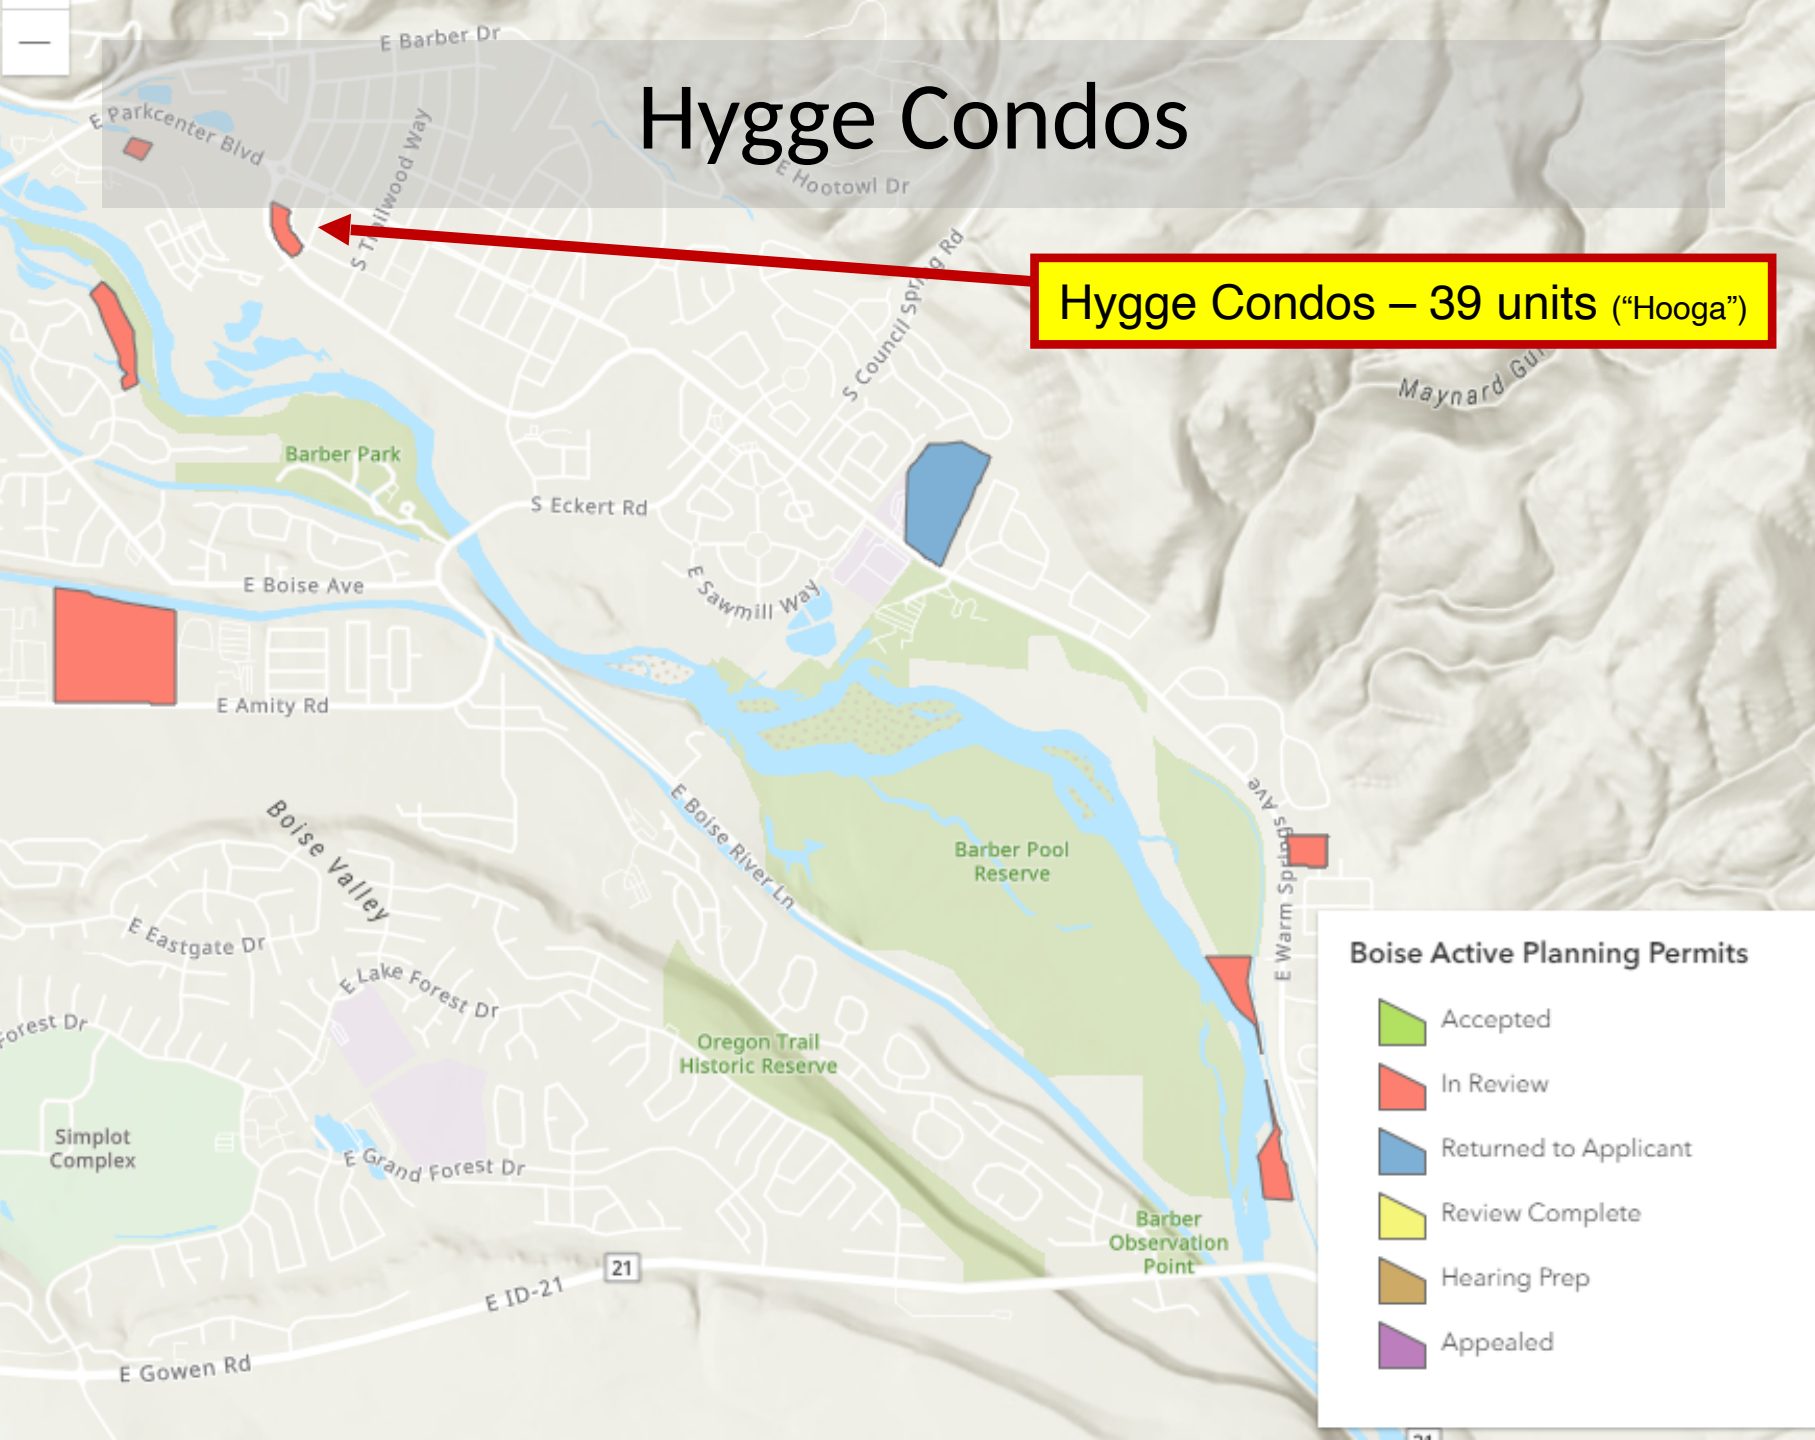 E Barber Dr
Hygge Condos
E Parkcenter Blvd
S Trailwood Way
E Hootowl Dr
S Council Spring Rd
Hygge Condos – 39 units (“Hooga”)
Maynard
Barber Park
S Eckert Rd
E Boise Ave
E Sawmill Way
E Amity Rd
E Warm Springs Ave
Boise Valley
E Boise River Ln
Barber Pool
Reserve
E Eastgate Dr
E Lake Forest Dr
Forest Dr
Oregon Trail
Historic Reserve
Simplot
Complex
E Grand Forest Dr
Barber
Observation
Point
21
E ID-21
E Gowen Rd
Boise Active Planning Permits
Accepted
In Review
Returned to Applicant
Review Complete
Hearing Prep
Appealed
21